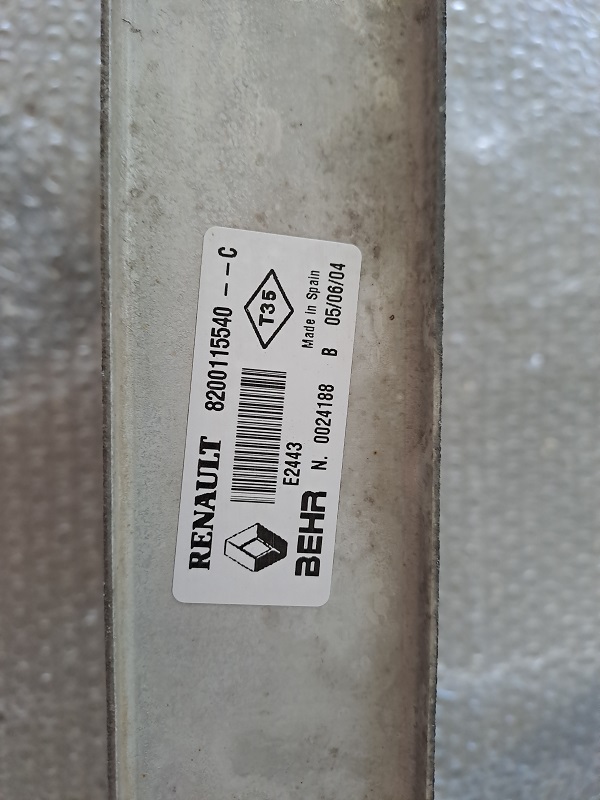 RENAULT 8200115540 -- C
T35
E2443
Made in Spain
BEHR N. 0024188 B 05/06/04